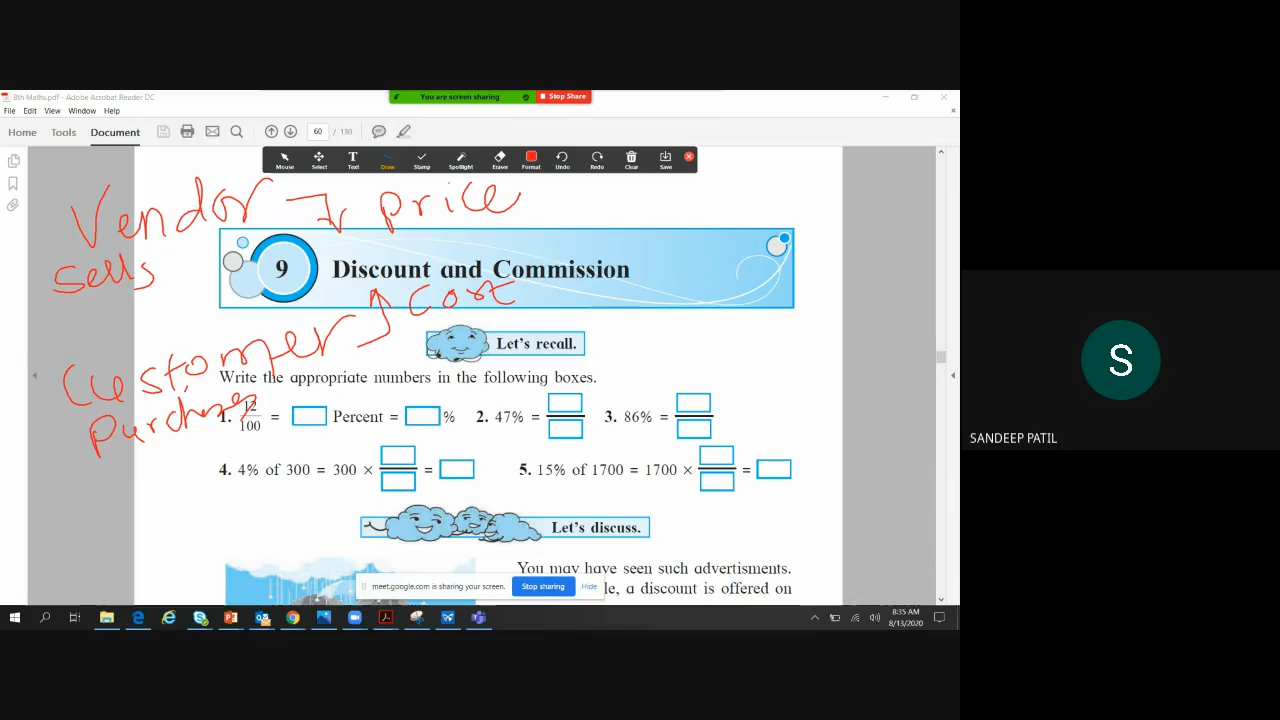 8th Maths.pdf - Adobe Acrobat Reader DC
You are screen sharing Stop Share
File Edit View Window Help
Home Tools Document 60 / 130
Mouse Select Text Draw Stamp Spotlight Eraser Format Undo Redo Clear Save
Vendor → price
sells
9 Discount and Commission
Customer → Cost
Purchases
Let's recall.
Write the appropriate numbers in the following boxes.
1. 12/100 = Percent = % 2. 47% = 3. 86% =
4. 4% of 300 = 300 × = 5. 15% of 1700 = 1700 × =
Let's discuss.
You may have seen such advertisments.
le, a discount is offered on
meet.google.com is sharing your screen. Stop sharing Hide
8:35 AM
8/13/2020
S
SANDEEP PATIL